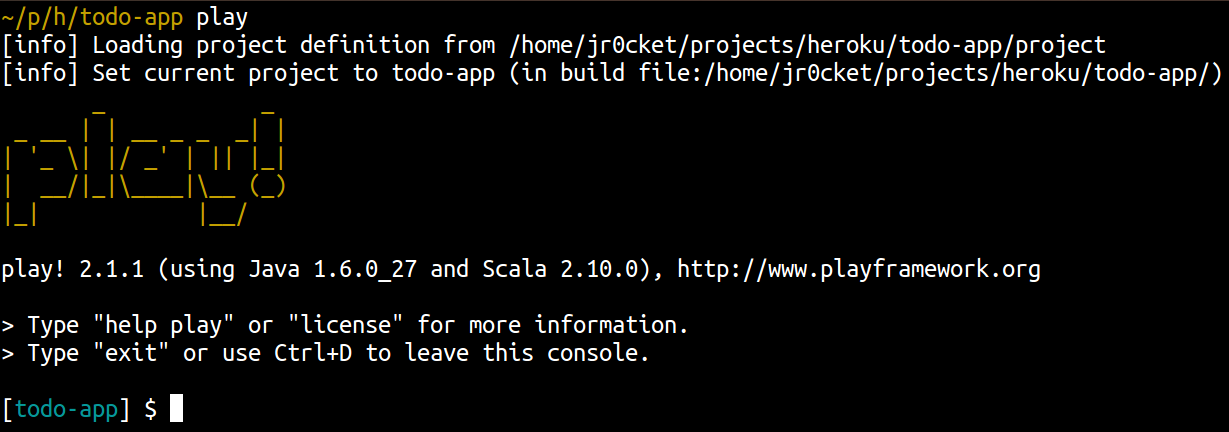 ~/p/h/todo-app play
[info] Loading project definition from /home/jr0cket/projects/heroku/todo-app/project
[info] Set current project to todo-app (in build file:/home/jr0cket/projects/heroku/todo-app/)
       _            _
 _ __ | | __ _ _  _| |
| '_ \| |/ _' | || |_|
|  __/|_|\____|\__ (_)
|_|            |__/
play! 2.1.1 (using Java 1.6.0_27 and Scala 2.10.0), http://www.playframework.org
> Type "help play" or "license" for more information.
> Type "exit" or use Ctrl+D to leave this console.
[todo-app] $